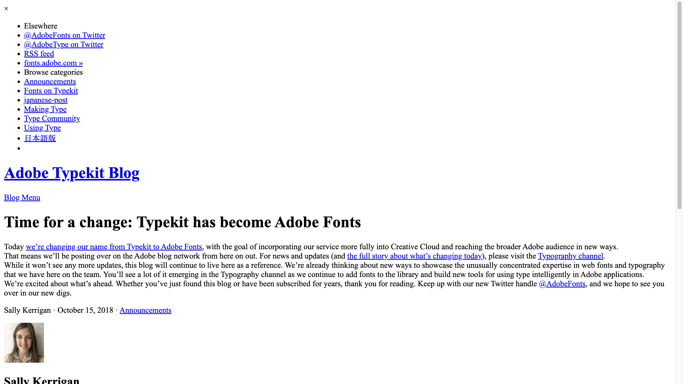 ×
Elsewhere
@AdobeFonts on Twitter
@AdobeType on Twitter
RSS feed
fonts.adobe.com »
Browse categories
Announcements
Fonts on Typekit
japanese-post
Making Type
Type Community
Using Type
日本語版
Adobe Typekit Blog
Blog Menu
Time for a change: Typekit has become Adobe Fonts
Today we’re changing our name from Typekit to Adobe Fonts, with the goal of incorporating our service more fully into Creative Cloud and reaching the broader Adobe audience in new ways.
That means we’ll be posting over on the Adobe blog network from here on out. For news and updates (and the full story about what’s changing today), please visit the Typography channel.
While it won’t see any more updates, this blog will continue to live here as a reference. We’re already thinking about new ways to showcase the unusually concentrated expertise in web fonts and typography
that we have here on the team. You’ll see a lot of it emerging in the Typography channel as we continue to add fonts to the library and build new tools for using type intelligently in Adobe applications.
We’re excited about what’s ahead. Whether you’ve just found this blog or have been subscribed for years, thank you for reading. Keep up with our new Twitter handle @AdobeFonts, and we hope to see you
over in our new digs.
Sally Kerrigan · October 15, 2018 · Announcements
Sally Kerrigan